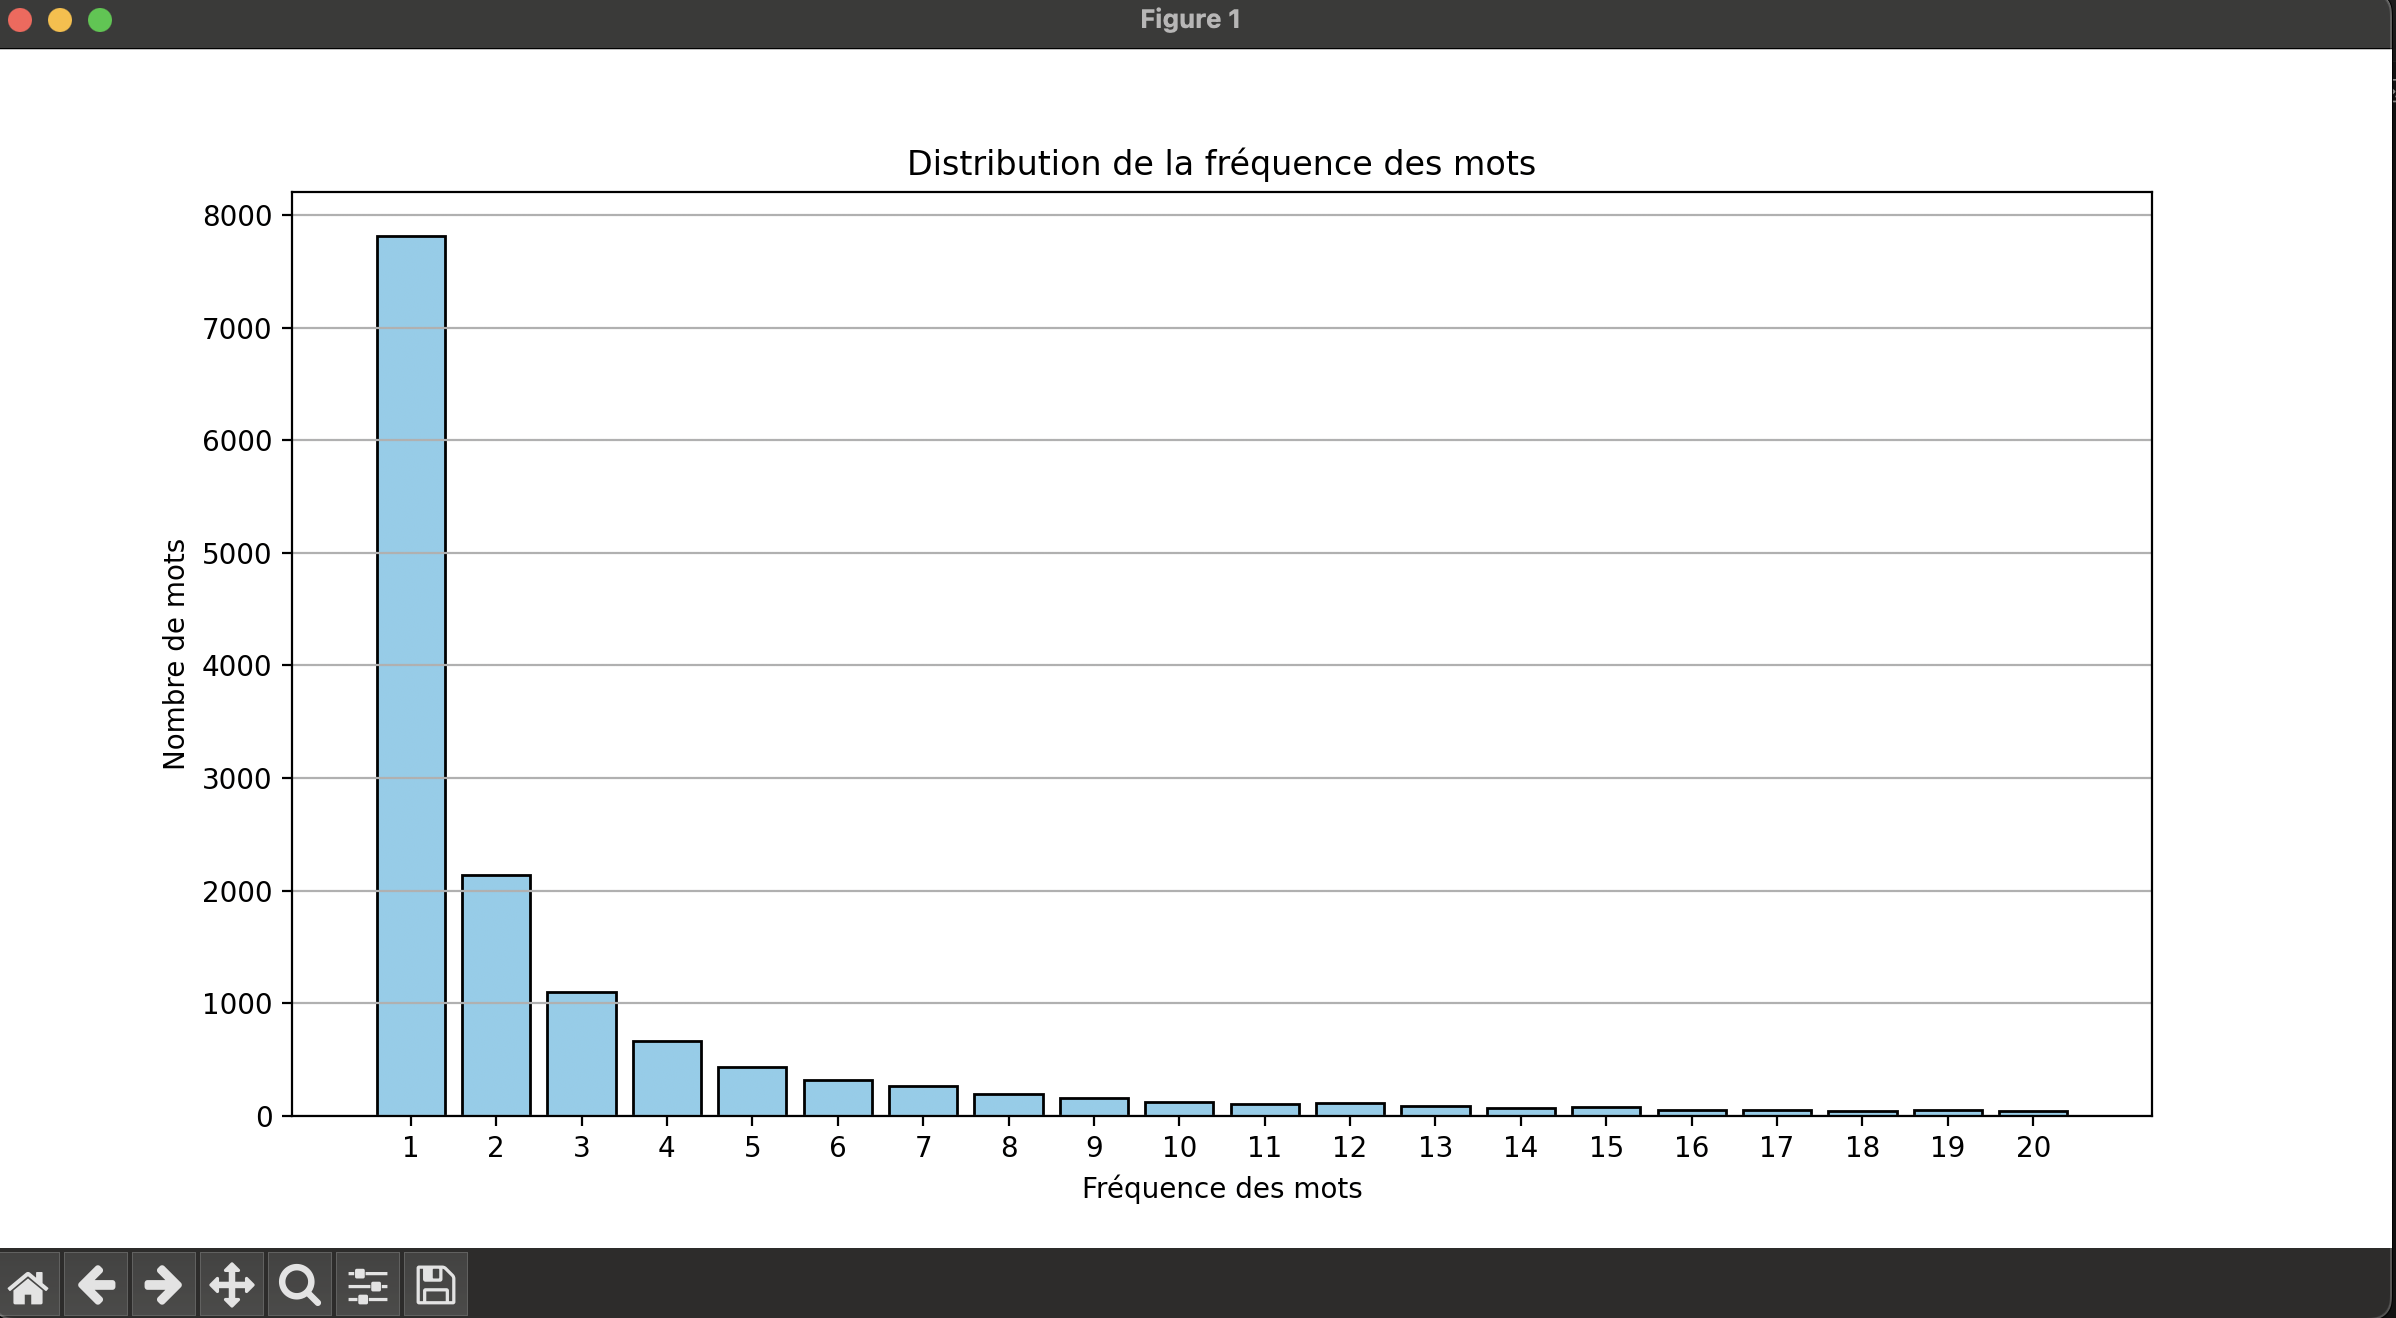 Figure 1
Distribution de la fréquence des mots
8000
7000
6000
5000
4000
3000
2000
1000
0
Nombre de mots
1 2 3 4 5 6 7 8 9 10 11 12 13 14 15 16 17 18 19 20
Fréquence des mots